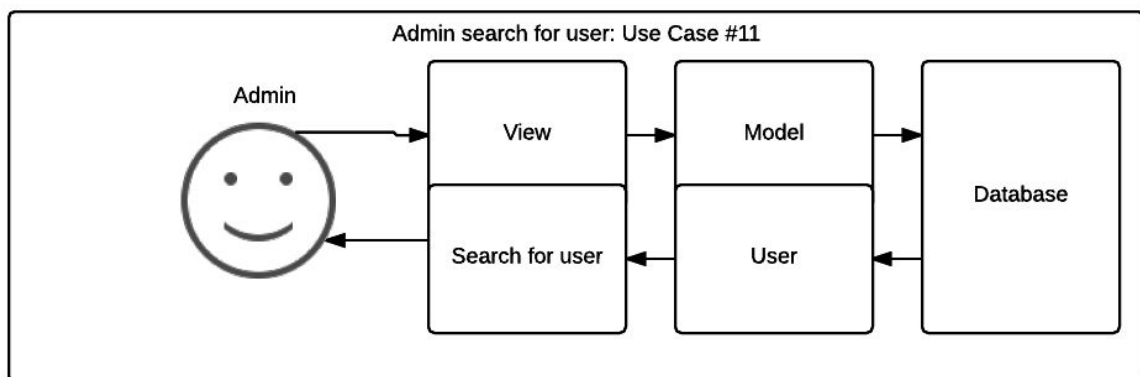 Admin search for user: Use Case #11
Admin
View
Model
Database
Search for user
User